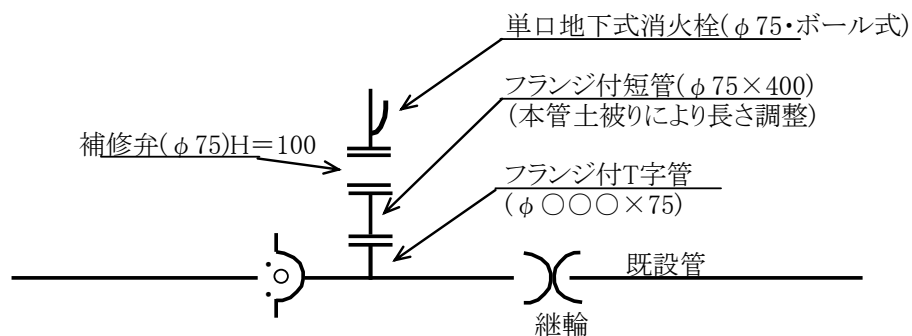 単口地下式消火栓(φ75・ボール式)
フランジ付短管(φ75×400)
(本管土被りにより長さ調整)
補修弁(φ75)H＝100
フランジ付T字管
(φ〇〇〇×75)
既設管
継輪